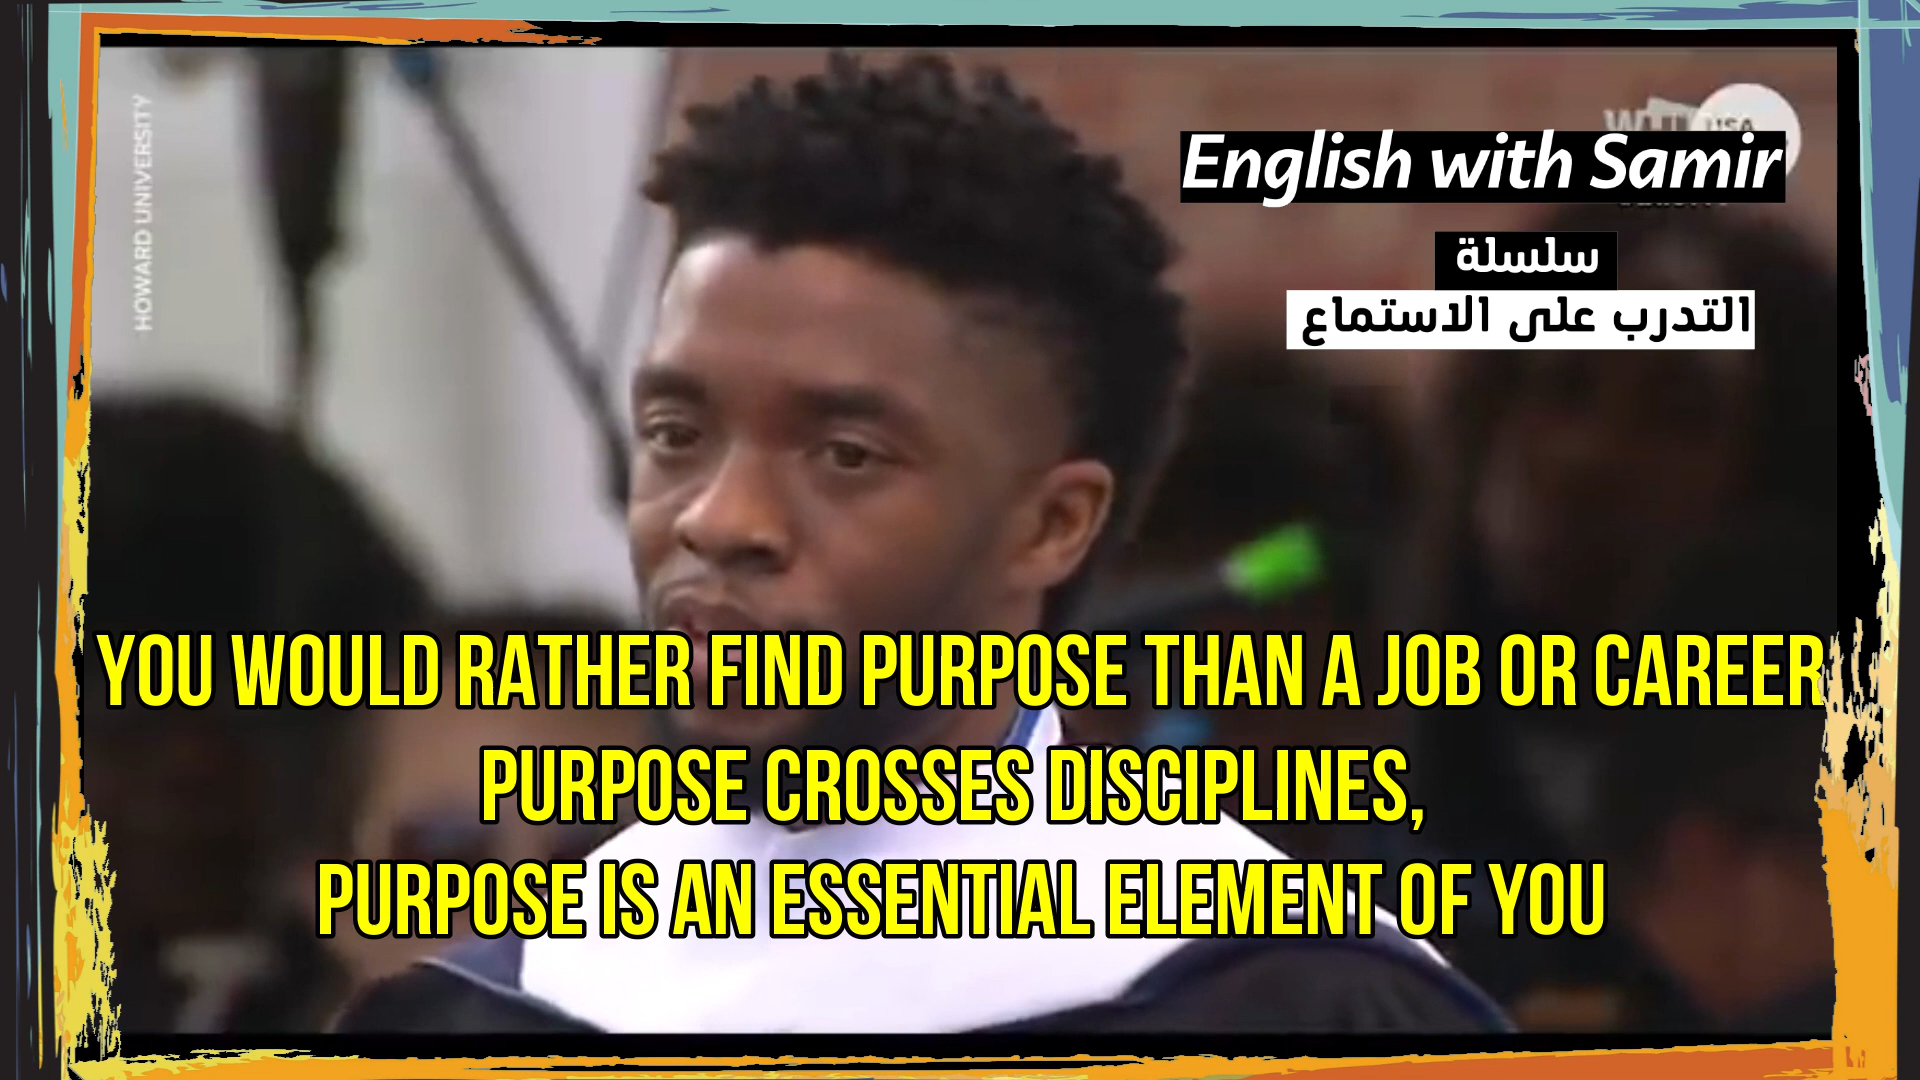 HOWARD UNIVERSITY
English with Samir
سلسلة
التدرب على الاستماع
YOU WOULD RATHER FIND PURPOSE THAN A JOB OR CAREER
PURPOSE CROSSES DISCIPLINES,
PURPOSE IS AN ESSENTIAL ELEMENT OF YOU